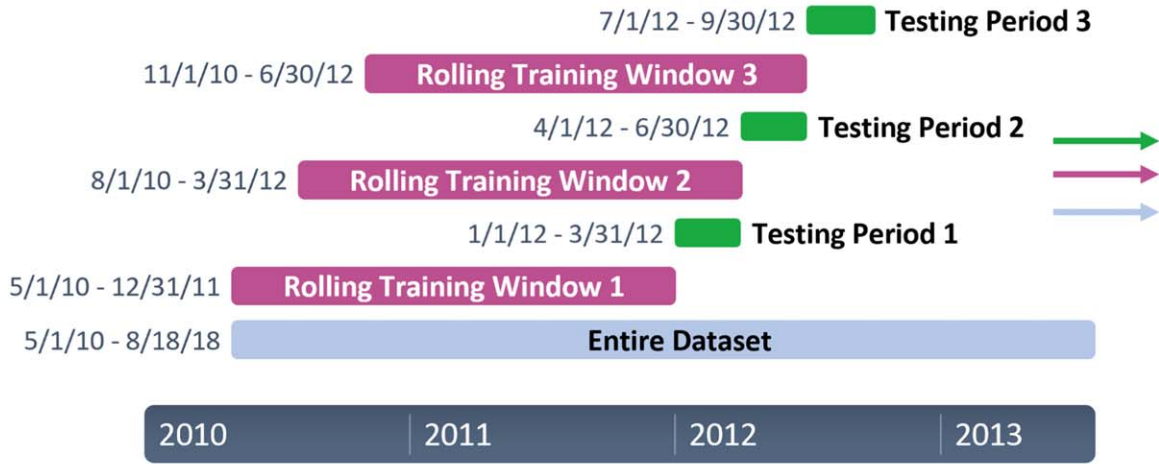 7/1/12 - 9/30/12 Testing Period 3
11/1/10 - 6/30/12 Rolling Training Window 3
4/1/12 - 6/30/12 Testing Period 2
8/1/10 - 3/31/12 Rolling Training Window 2
1/1/12 - 3/31/12 Testing Period 1
5/1/10 - 12/31/11 Rolling Training Window 1
5/1/10 - 8/18/18 Entire Dataset
2010 2011 2012 2013